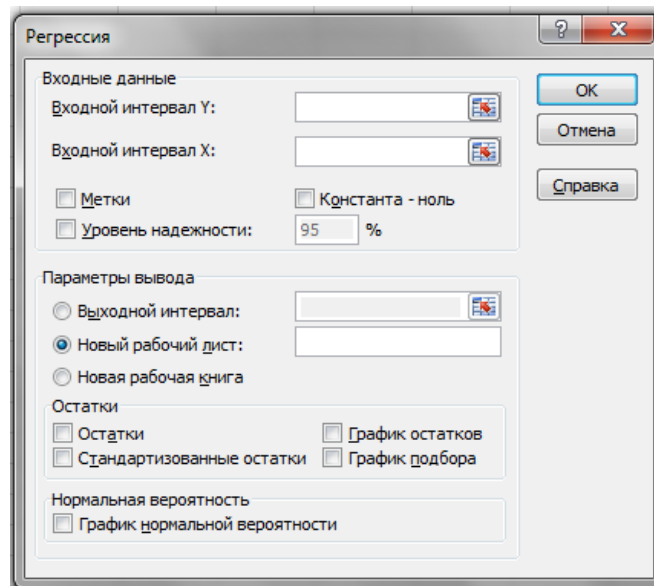 Регрессия
Входные данные
Входной интервал Y:
Входной интервал X:
Метки
Константа - ноль
Уровень надежности:
95
%
Параметры вывода
Выходной интервал:
Новый рабочий лист:
Новая рабочая книга
Остатки
Остатки
График остатков
Стандартизованные остатки
График подбора
Нормальная вероятность
График нормальной вероятности
?
X
ОК
Отмена
Справка